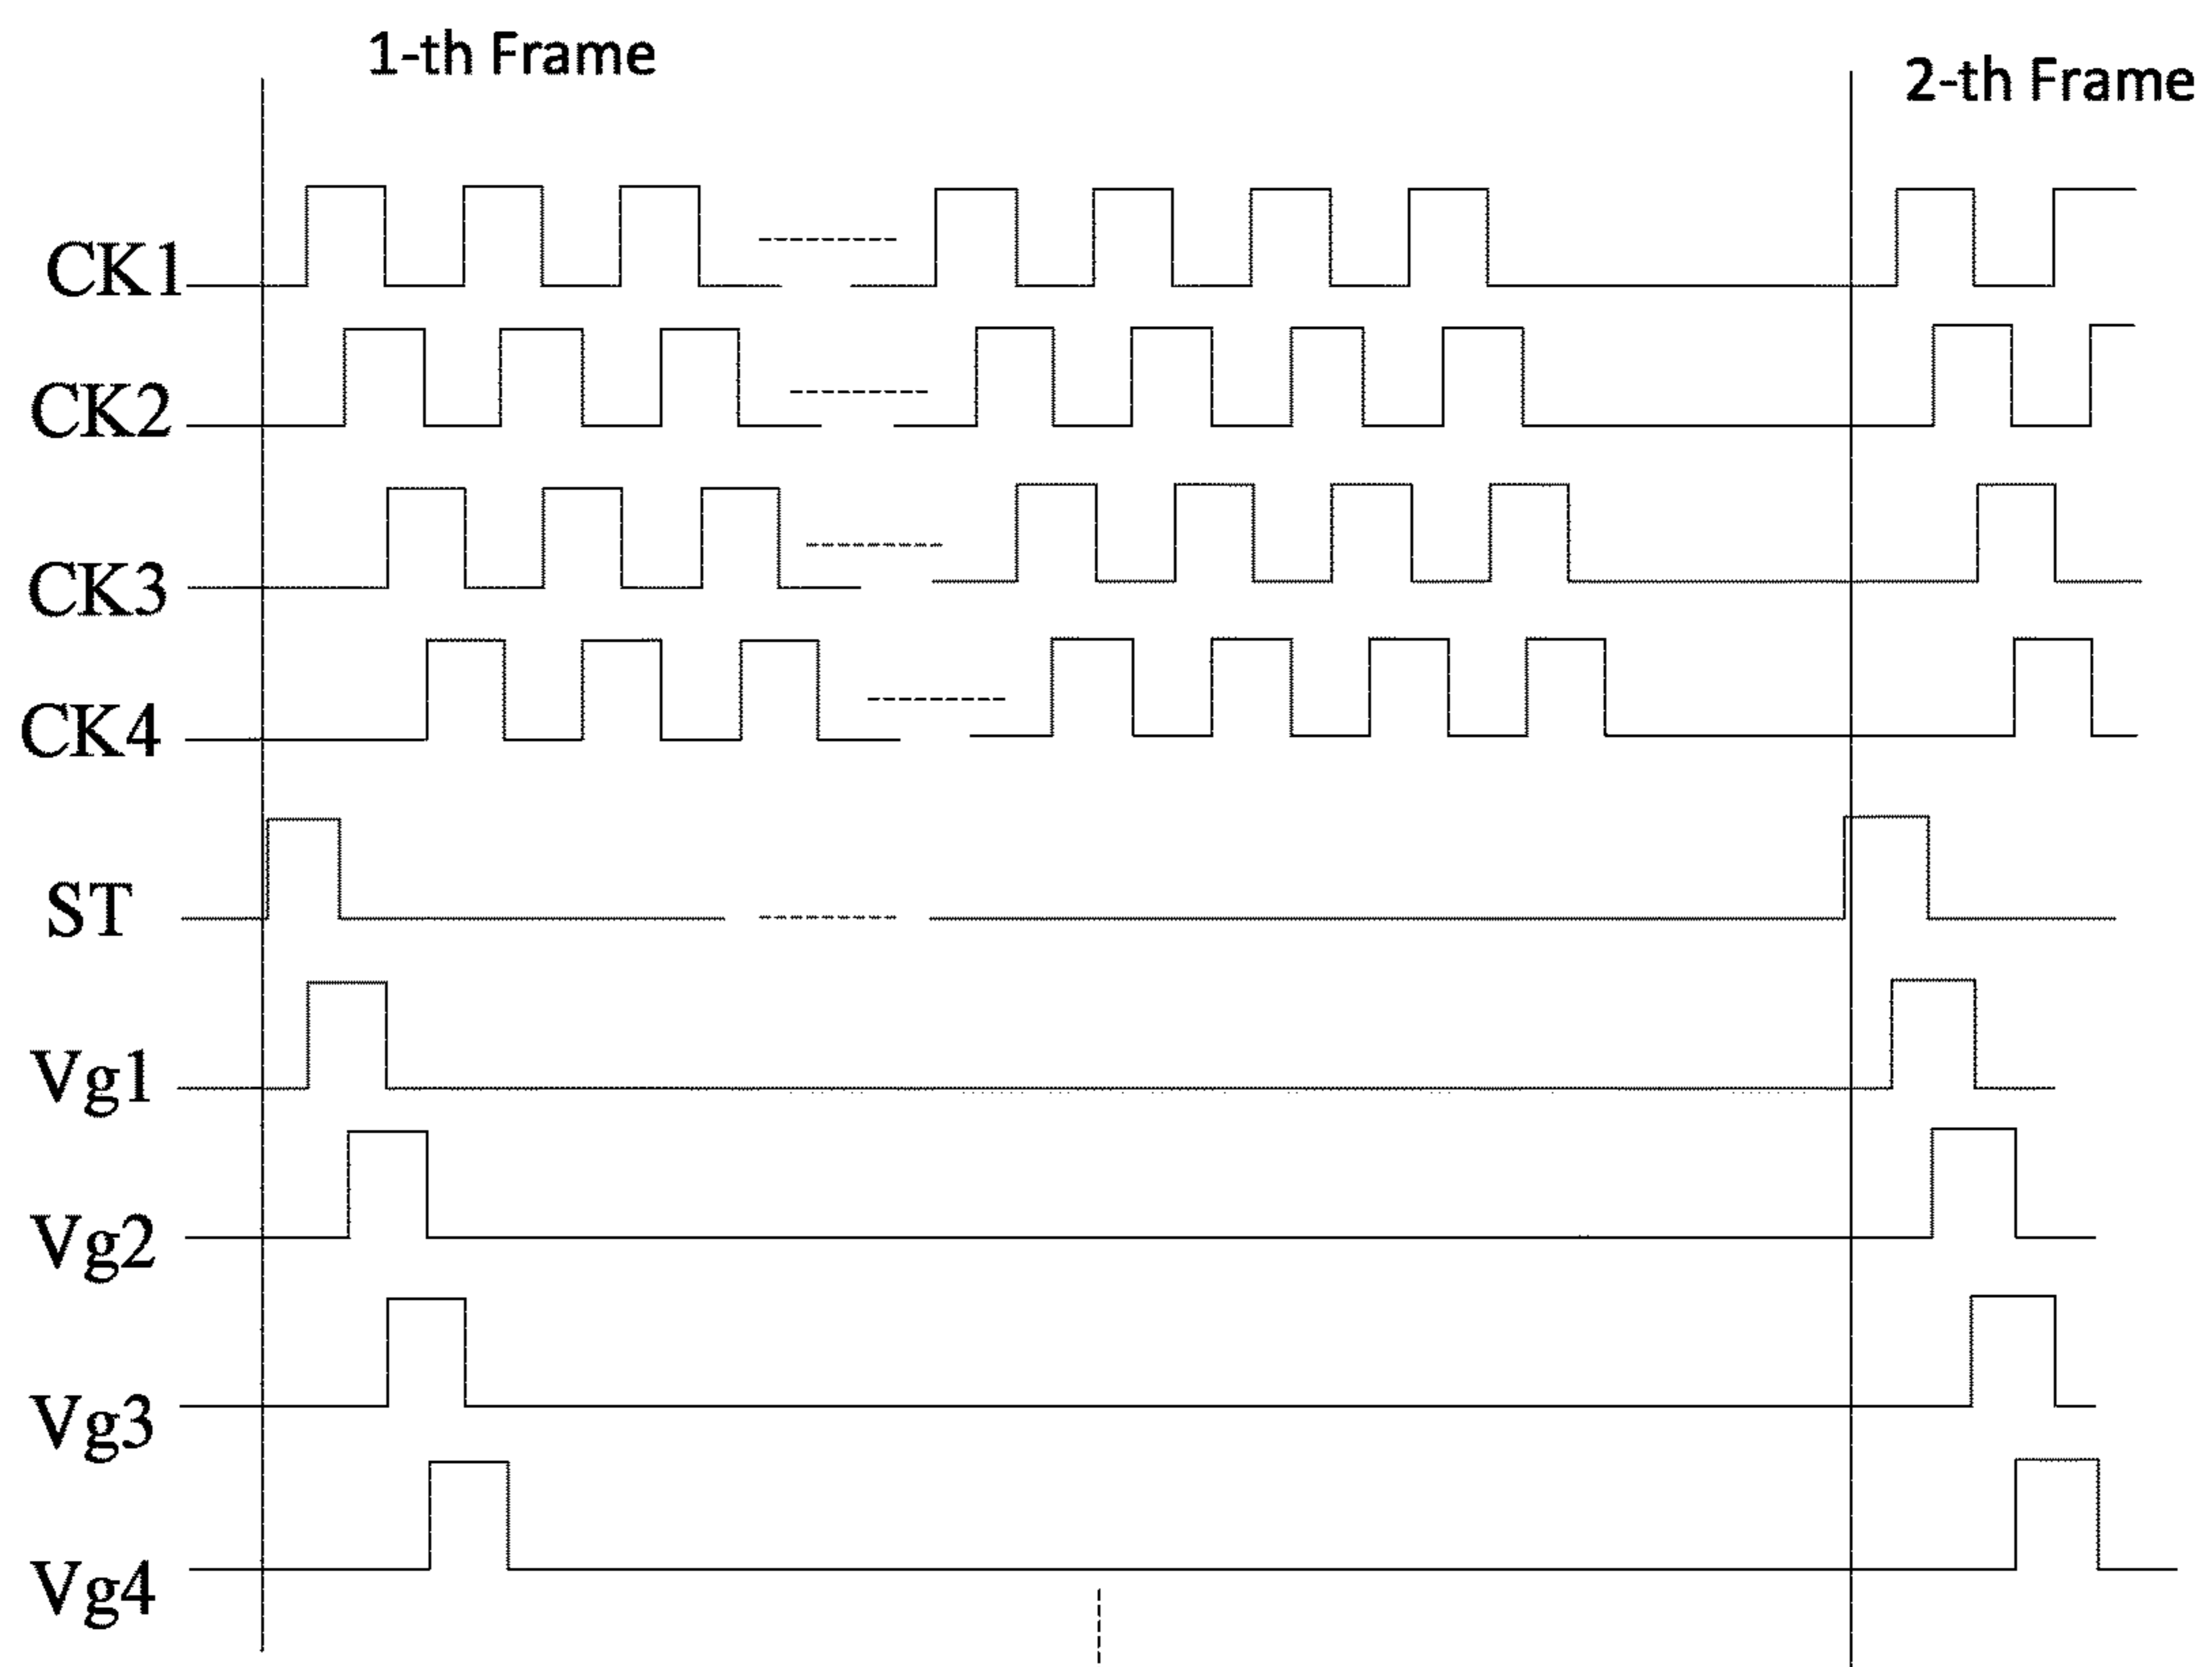 1-th Frame
2-th Frame
CK1
CK2
CK3
CK4
ST
Vg1
Vg2
Vg3
Vg4